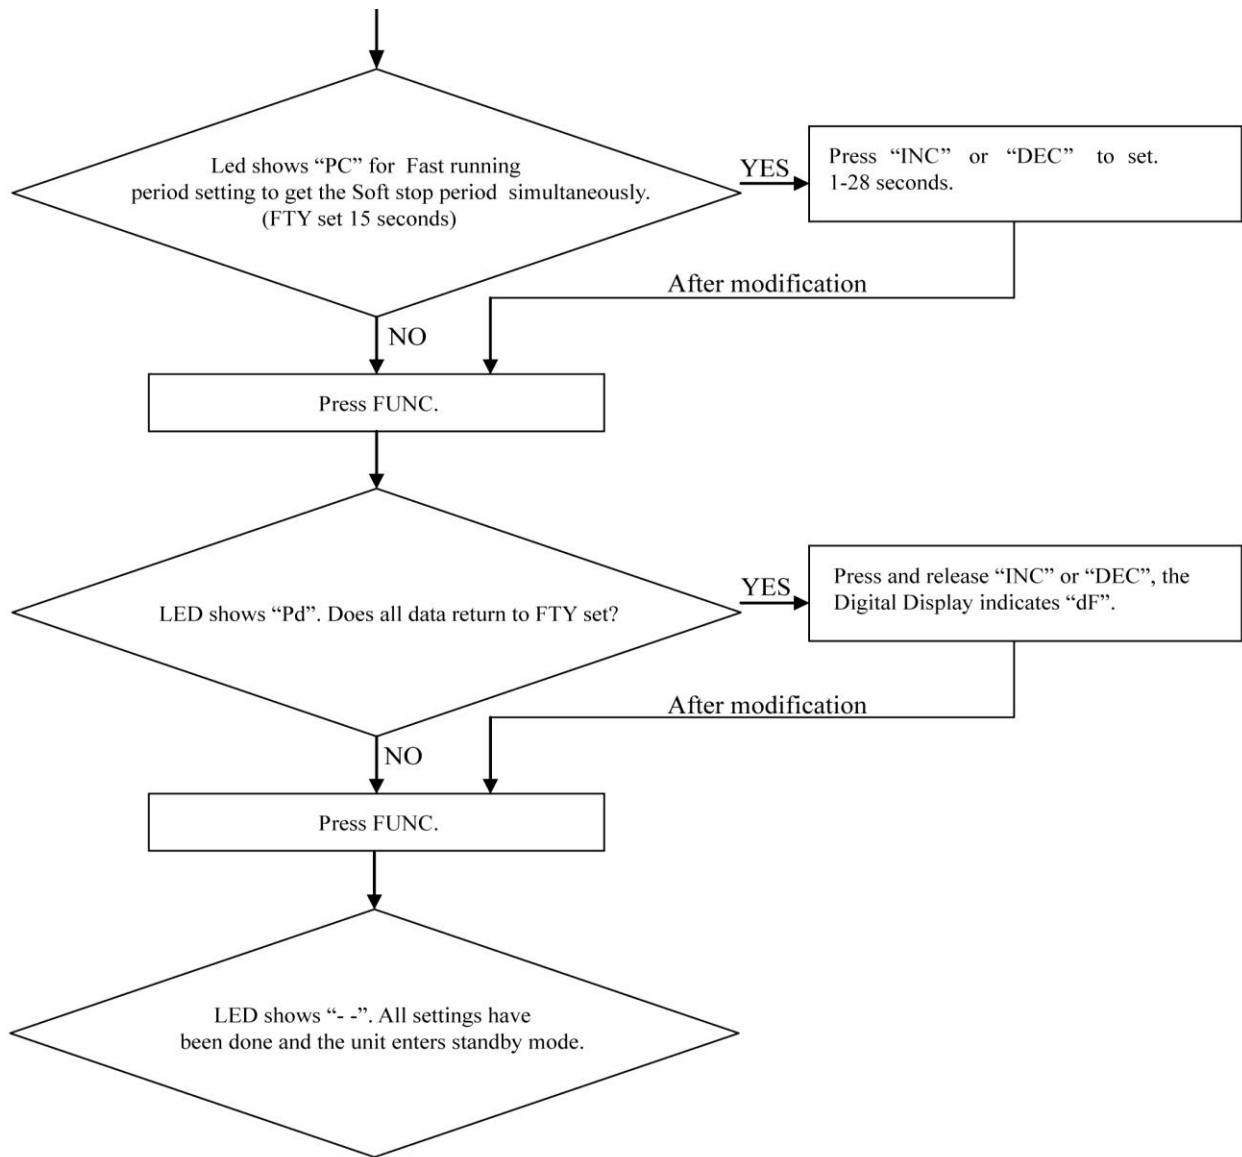 Led shows “PC” for Fast running
period setting to get the Soft stop period simultaneously.
(FTY set 15 seconds)
YES
Press “INC” or “DEC” to set.
1-28 seconds.
After modification
NO
Press FUNC.
LED shows “Pd”. Does all data return to FTY set?
YES
Press and release “INC” or “DEC”, the
Digital Display indicates “dF”.
After modification
NO
Press FUNC.
LED shows “- -”. All settings have
been done and the unit enters standby mode.